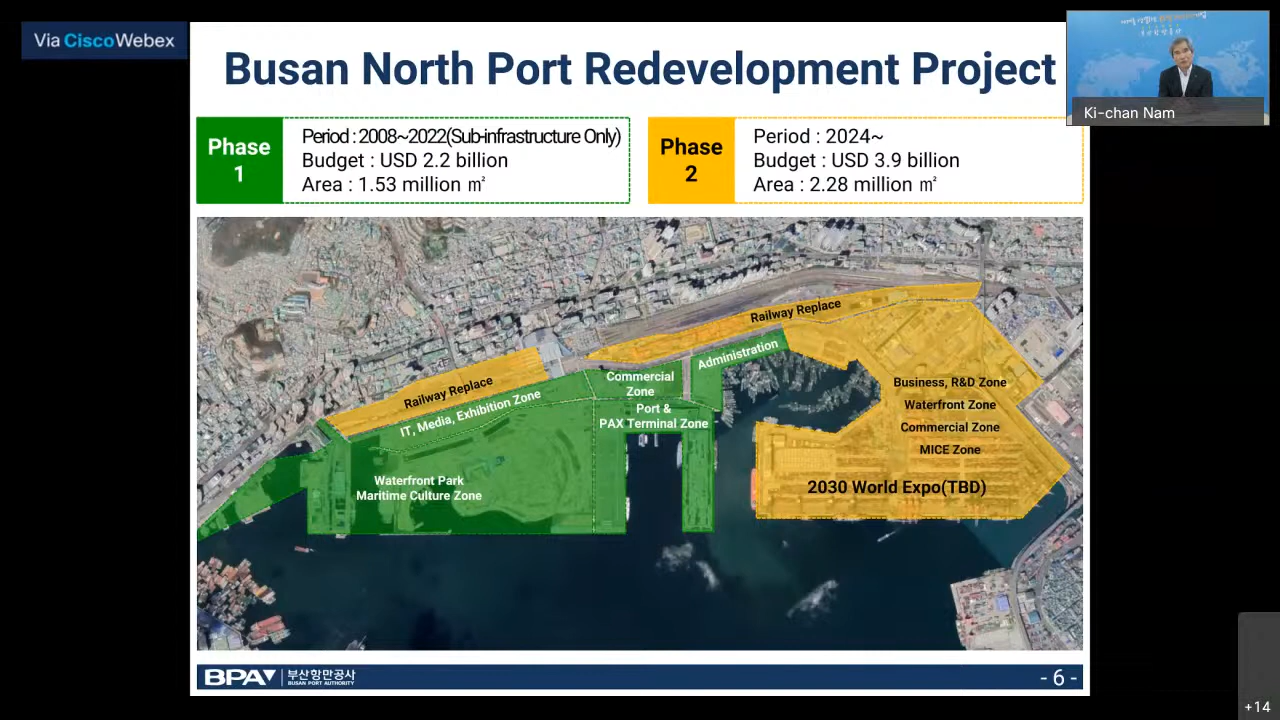 Via Cisco Webex
Busan North Port Redevelopment Project
Ki-chan Nam
Phase
1
Period : 2008~2022(Sub-infrastructure Only)
Budget : USD 2.2 billion
Area : 1.53 million ㎡
Phase
2
Period : 2024~
Budget : USD 3.9 billion
Area : 2.28 million ㎡
Railway Replace
Railway Replace
Administration
Commercial
Zone
IT, Media, Exhibition Zone
Port &
PAX Terminal Zone
Waterfront Park
Maritime Culture Zone
Business, R&D Zone
Waterfront Zone
Commercial Zone
MICE Zone
2030 World Expo(TBD)
BPA
부산항만공사
BUSAN PORT AUTHORITY
- 6 -
+14